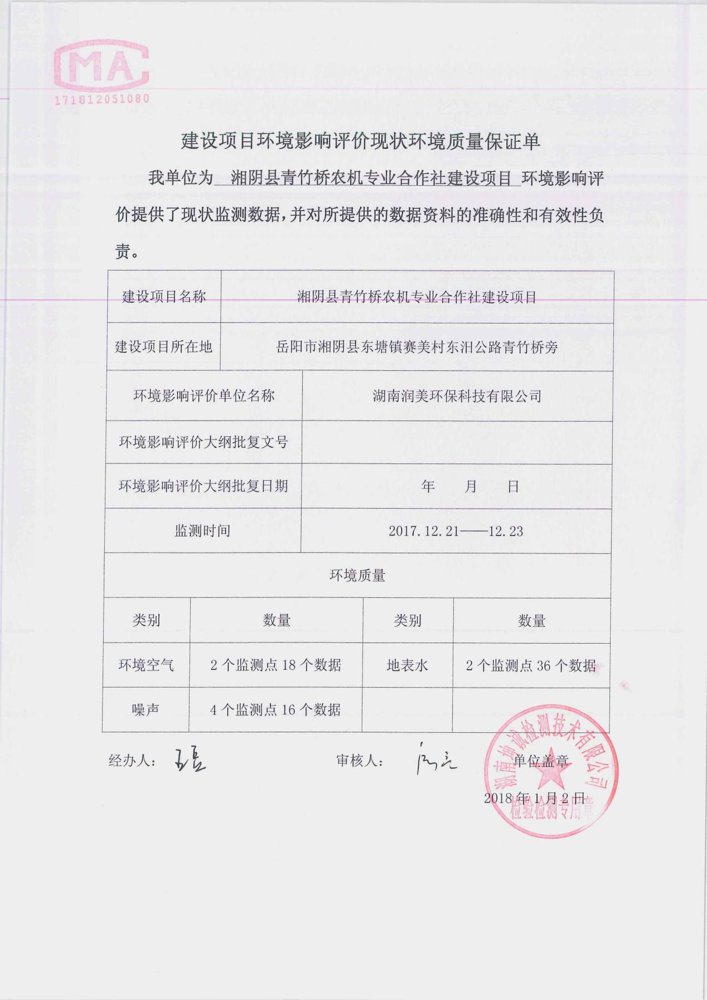 CMA
171812051080
建设项目环境影响评价现状环境质量保证单
我单位为 湘阴县青竹桥农机专业合作社建设项目 环境影响评
价提供了现状监测数据，并对所提供的数据资料的准确性和有效性负
责。
建设项目名称 湘阴县青竹桥农机专业合作社建设项目
建设项目所在地 岳阳市湘阴县东塘镇赛美村东汨公路青竹桥旁
环境影响评价单位名称 湖南润美环保科技有限公司
环境影响评价大纲批复文号
环境影响评价大纲批复日期 年 月 日
监测时间 2017.12.21——12.23
环境质量
类别 数量 类别 数量
环境空气 2个监测点18个数据 地表水 2个监测点36个数据
噪声 4个监测点16个数据
经办人： 审核人： 单位盖章
2018年1月2日
湖南坤诚检测技术有限公司
检验检测专用章